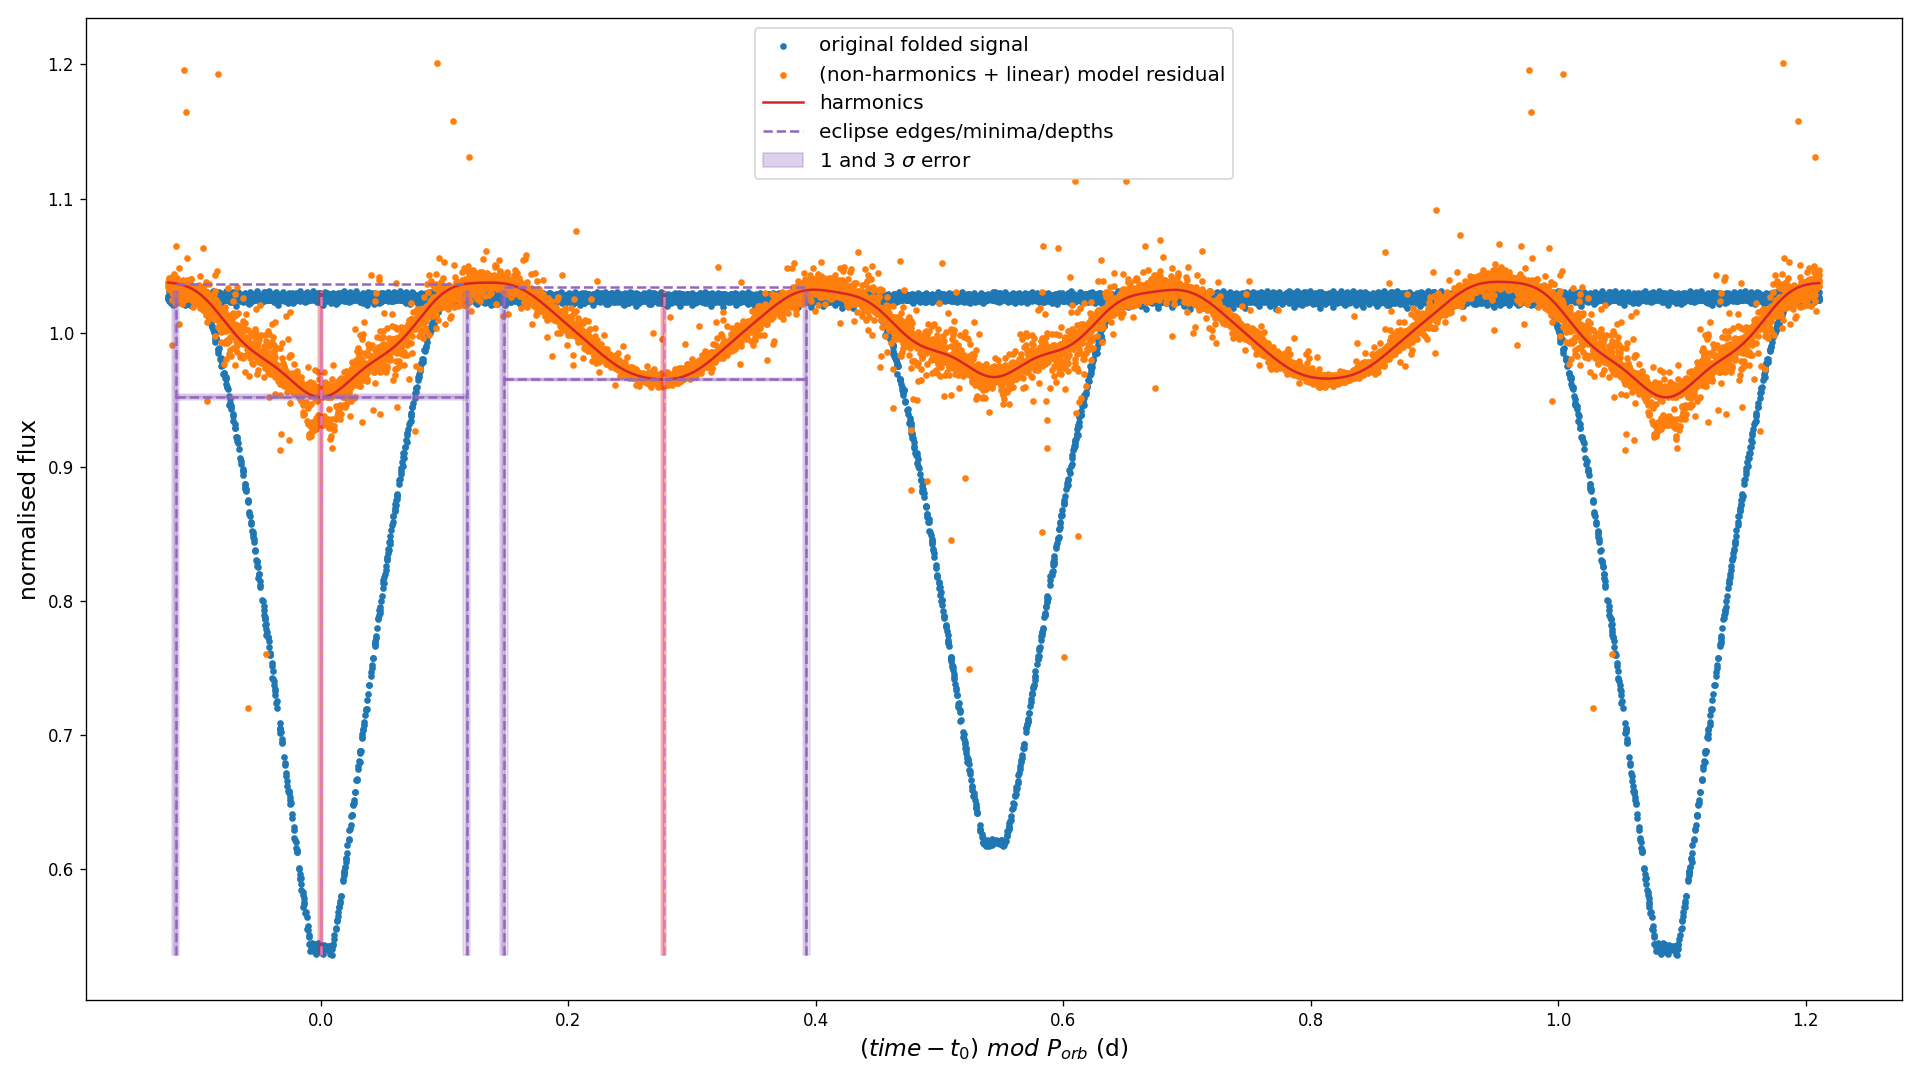 original folded signal
(non-harmonics + linear) model residual
harmonics
eclipse edges/minima/depths
1 and 3 σ error
normalised flux
1.2
1.1
1.0
0.9
0.8
0.7
0.6
0.0 0.2 0.4 0.6 0.8 1.0 1.2
(time − t₀) mod Pₒᵣb (d)